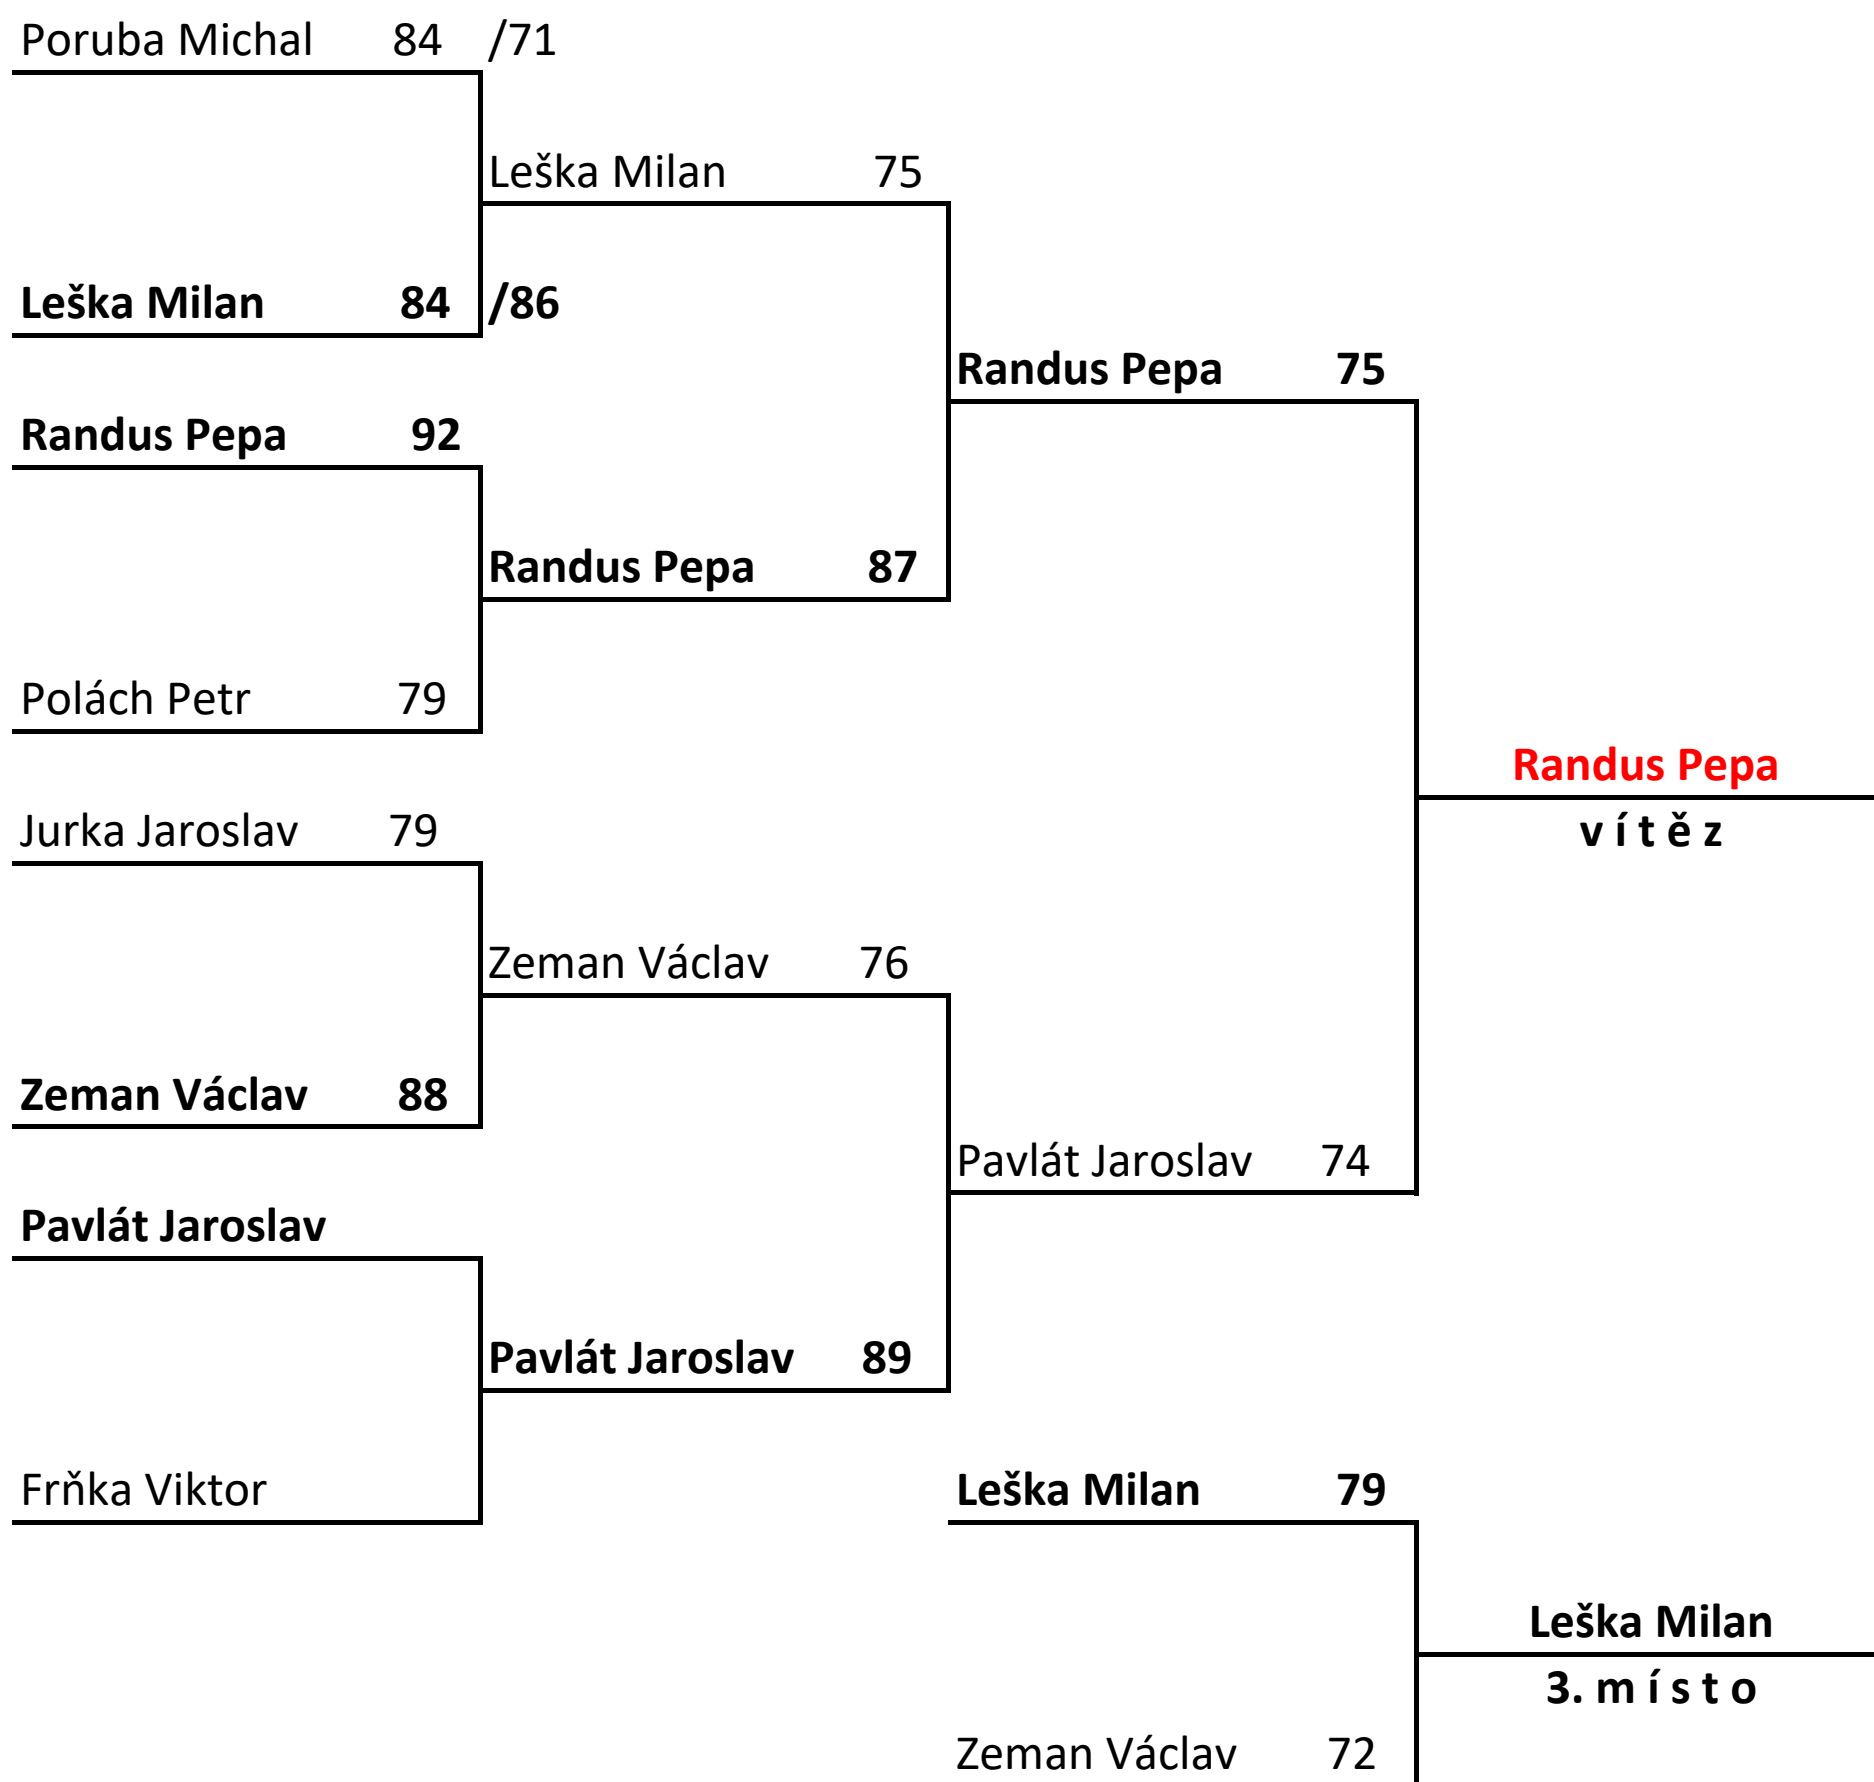 Poruba Michal 84 /71
Leška Milan 75
Leška Milan 84 /86
Randus Pepa 75
Randus Pepa 92
Randus Pepa 87
Polách Petr 79
Randus Pepa
Jurka Jaroslav 79
v í t ě z
Zeman Václav 76
Zeman Václav 88
Pavlát Jaroslav 74
Pavlát Jaroslav
Pavlát Jaroslav 89
Frňka Viktor
Leška Milan 79
Leška Milan
3. m í s t o
Zeman Václav 72